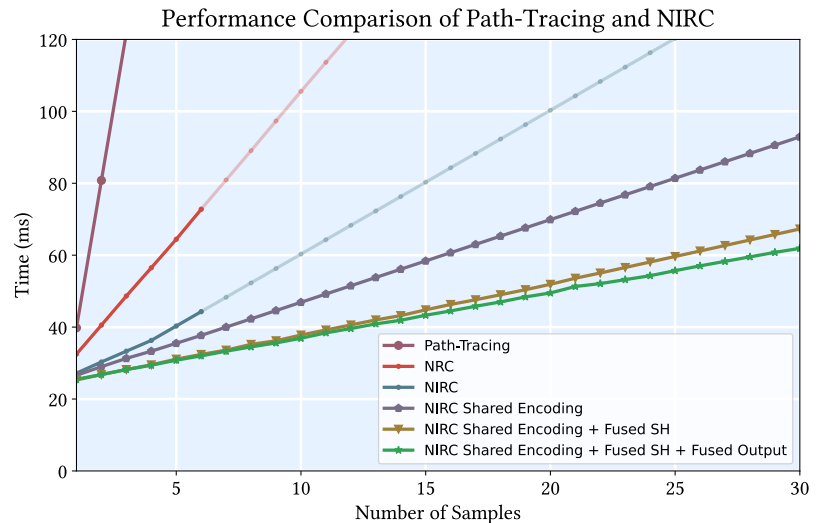 Performance Comparison of Path-Tracing and NIRC
120
100
80
60
40
20
0
Time (ms)
Path-Tracing
NRC
NIRC
NIRC Shared Encoding
NIRC Shared Encoding + Fused SH
NIRC Shared Encoding + Fused SH + Fused Output
5 10 15 20 25 30
Number of Samples